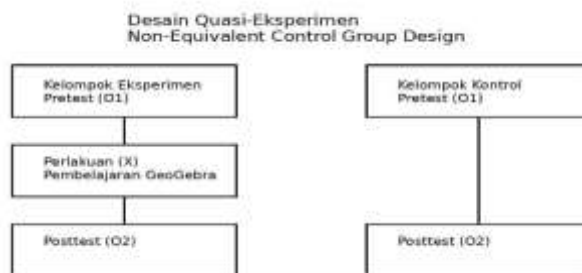 Desain Quasi-Eksperimen
Non-Equivalent Control Group Design
Kelompok Eksperimen
Pretest (O1)
Perlakuan (X)
Pembelajaran GeoGebra
Posttest (O2)
Kelompok Kontrol
Pretest (O1)
Posttest (O2)